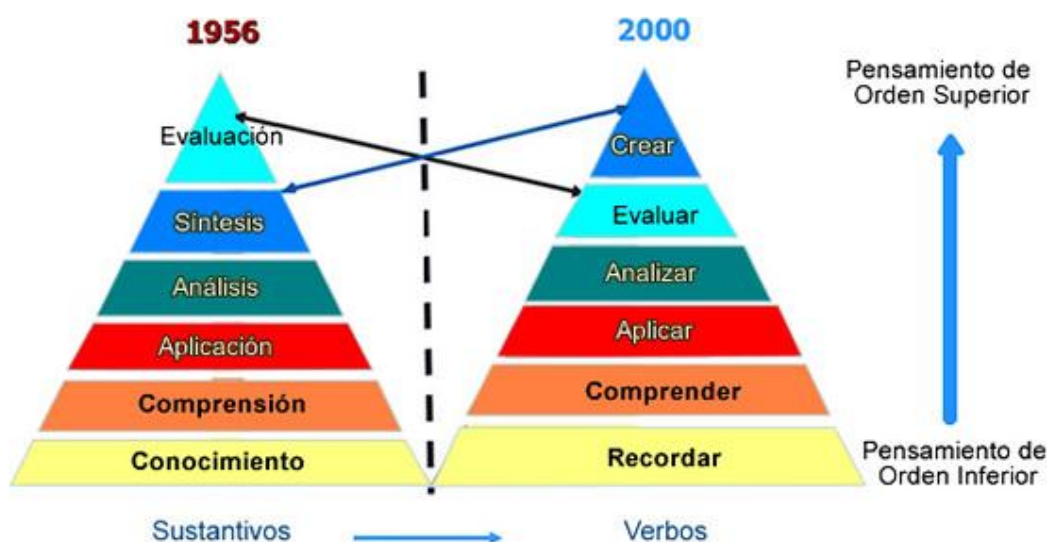 1956
Evaluación
Síntesis
Análisis
Aplicación
Comprensión
Conocimiento
Sustantivos
2000
Crear
Evaluar
Analizar
Aplicar
Comprender
Recordar
Verbos
Pensamiento de
Orden Superior
Pensamiento de
Orden Inferior